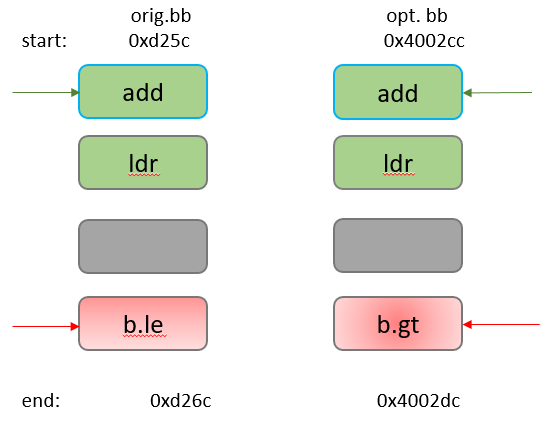 orig.bb opt. bb
start: 0xd25c 0x4002cc
add add
ldr ldr
b.le b.gt
end: 0xd26c 0x4002dc